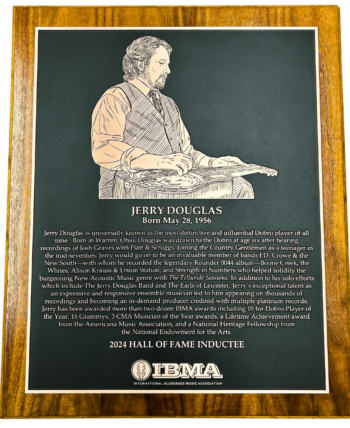 JERRY DOUGLAS
Born May 28, 1956
Jerry Douglas is universally known as the most distinctive and influential Dobro player of all
time. Born in Warren, Ohio, Douglas was drawn to the Dobro at age six after hearing
recordings of Josh Graves with Flatt & Scruggs. Joining the Country Gentlemen as a teenager in
the mid-seventies, Jerry would go on to be an invaluable member of bands J.D. Crowe & the
New South—with whom he recorded the legendary Rounder 0044 album—Boone Creek, the
Whites, Alison Krauss & Union Station, and Strength in Numbers who helped solidify the
burgeoning New Acoustic Music genre with The Telluride Sessions. In addition to his solo efforts
which include The Jerry Douglas Band and The Earls of Leicester, Jerry's exceptional talent as
an expressive and responsive ensemble musician led to him appearing on thousands of
recordings and becoming an in-demand producer credited with multiple platinum records.
Jerry has been awarded more than two-dozen IBMA awards including 10 for Dobro Player of
the Year, 16 Grammys, 3 CMA Musician of the Year awards, a Lifetime Achievement award
from the Americana Music Association, and a National Heritage Fellowship from
the National Endowment for the Arts.
2024 HALL OF FAME INDUCTEE
IBMA
INTERNATIONAL BLUEGRASS MUSIC ASSOCIATION